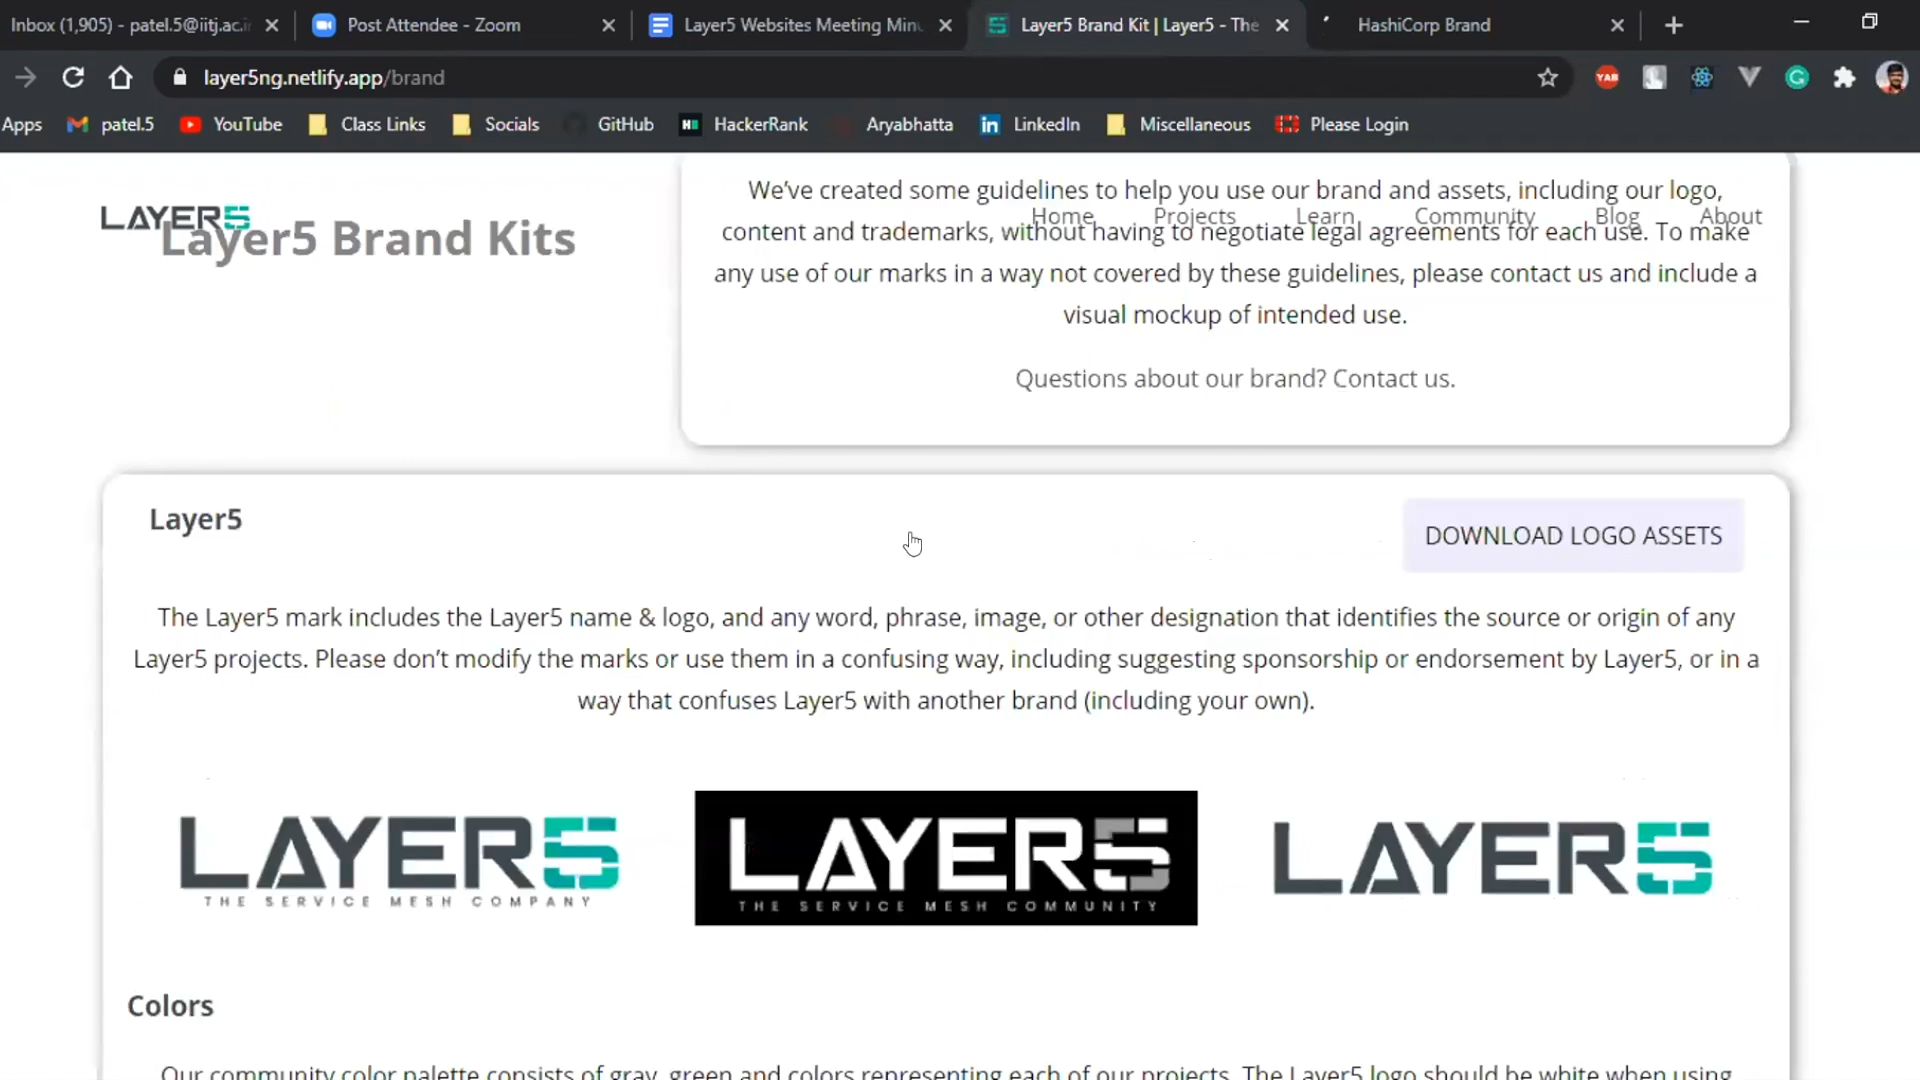 Inbox (1,905) - patel.5@iitj.ac.i
Post Attendee - Zoom
Layer5 Websites Meeting Minu
Layer5 Brand Kit | Layer5 - The
HashiCorp Brand
layer5ng.netlify.app/brand
YAB
Apps
patel.5
YouTube
Class Links
Socials
GitHub
HackerRank
Aryabhatta
LinkedIn
Miscellaneous
Please Login
LAYER5
Home
Projects
Learn
Community
Blog
About
Layer5 Brand Kits
We've created some guidelines to help you use our brand and assets, including our logo,
content and trademarks, without having to negotiate legal agreements for each use. To make
any use of our marks in a way not covered by these guidelines, please contact us and include a
visual mockup of intended use.
Questions about our brand? Contact us.
Layer5
DOWNLOAD LOGO ASSETS
The Layer5 mark includes the Layer5 name & logo, and any word, phrase, image, or other designation that identifies the source or origin of any
Layer5 projects. Please don't modify the marks or use them in a confusing way, including suggesting sponsorship or endorsement by Layer5, or in a
way that confuses Layer5 with another brand (including your own).
LAYER5
THE SERVICE MESH COMPANY
LAYER5
THE SERVICE MESH COMMUNITY
LAYER5
Colors
Our community color palette consists of gray, green and colors representing each of our projects. The Layer5 logo should be white when using